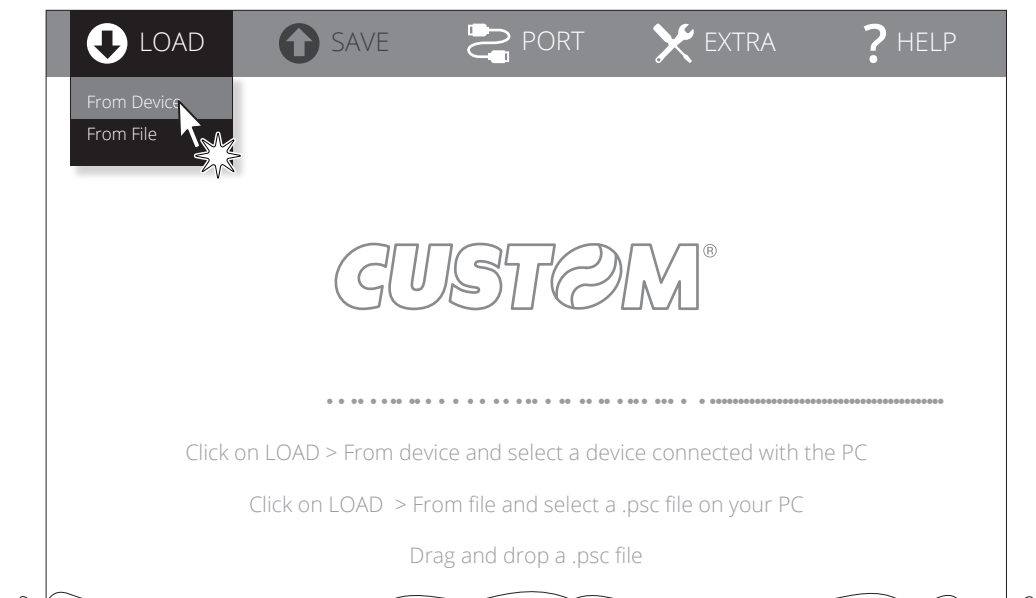 LOAD SAVE PORT EXTRA ? HELP
From Device
From File
CUSTOM®
Click on LOAD > From device and select a device connected with the PC
Click on LOAD > From file and select a .psc file on your PC
Drag and drop a .psc file